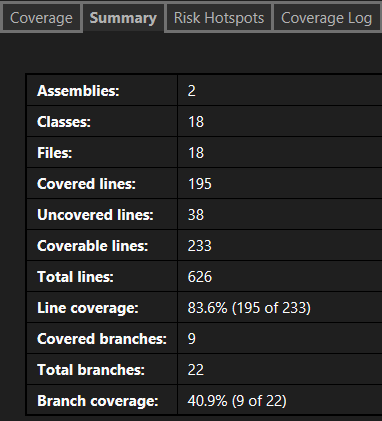 Coverage Summary Risk Hotspots Coverage Log
Assemblies: 2
Classes: 18
Files: 18
Covered lines: 195
Uncovered lines: 38
Coverable lines: 233
Total lines: 626
Line coverage: 83.6% (195 of 233)
Covered branches: 9
Total branches: 22
Branch coverage: 40.9% (9 of 22)